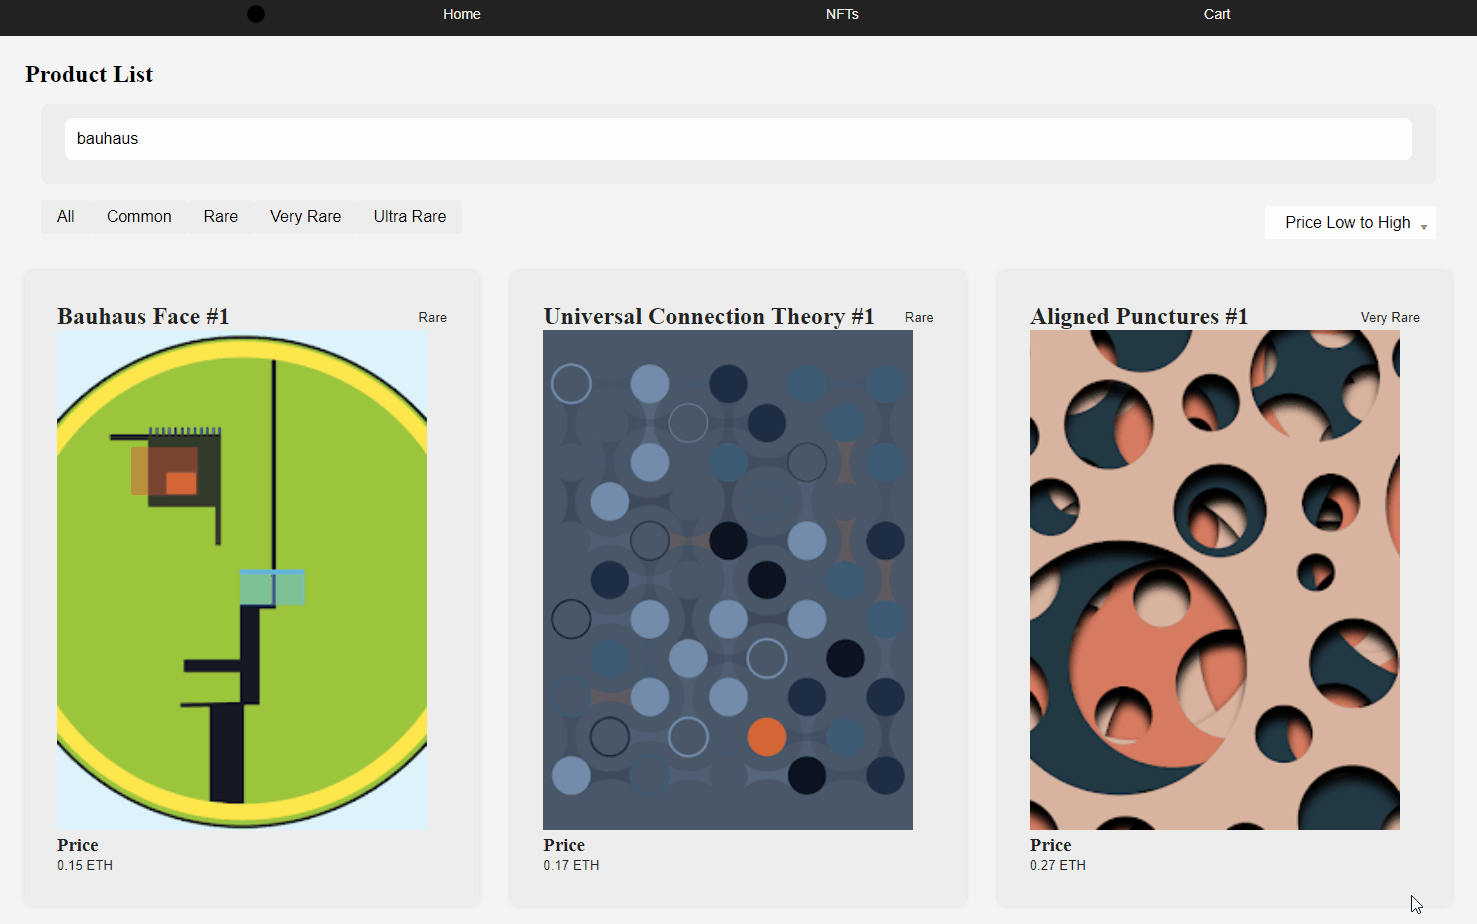 Home NFTs Cart
Product List
bauhaus
All Common Rare Very Rare Ultra Rare
Price Low to High
Bauhaus Face #1 Rare
Price
0.15 ETH
Universal Connection Theory #1 Rare
Price
0.17 ETH
Aligned Punctures #1 Very Rare
Price
0.27 ETH